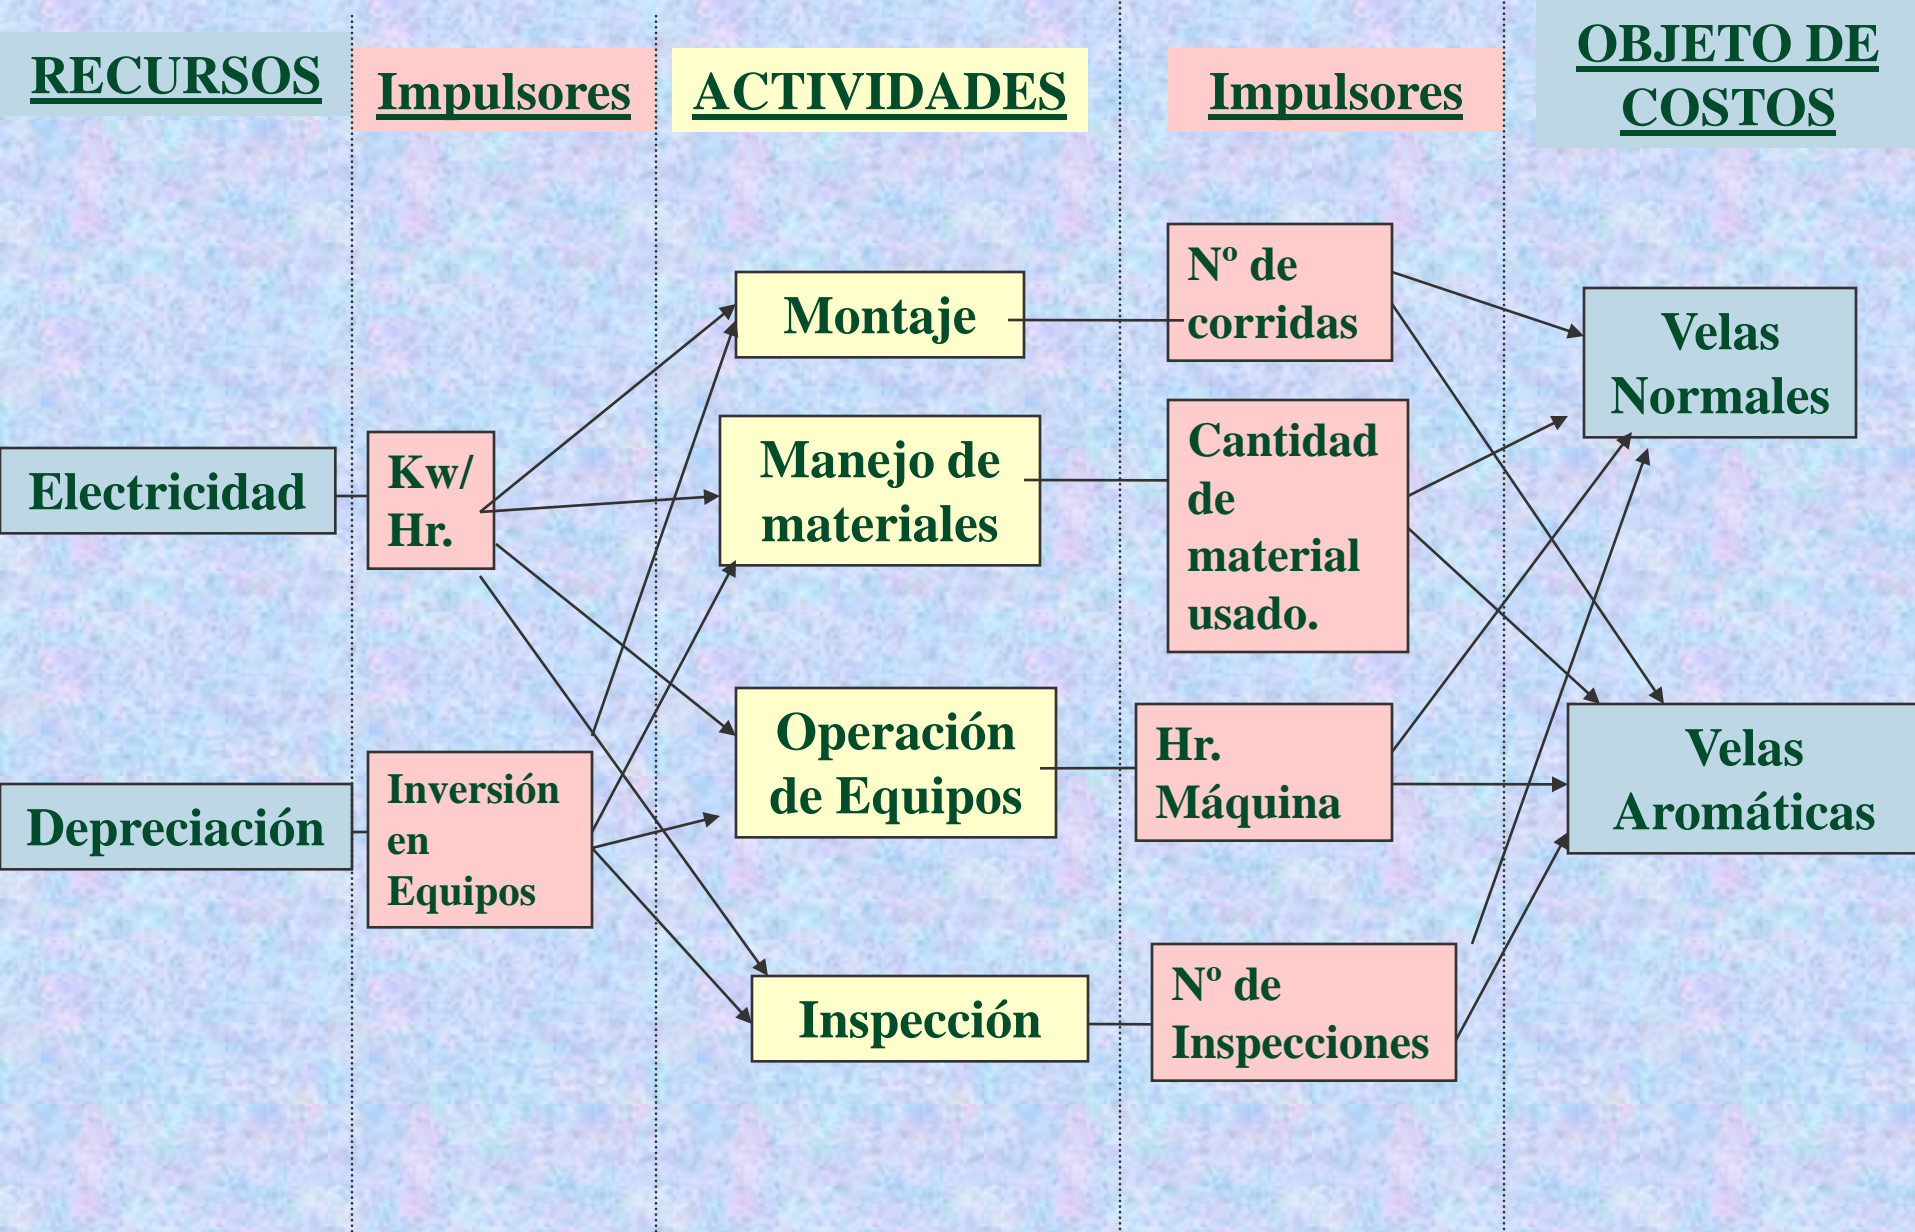 RECURSOS
Impulsores
ACTIVIDADES
Impulsores
OBJETO DE
COSTOS
Electricidad
Depreciación
Kw/
Hr.
Inversión
en
Equipos
Montaje
Manejo de
materiales
Operación
de Equipos
Inspección
Nº de
corridas
Cantidad
de
material
usado.
Hr.
Máquina
Nº de
Inspecciones
Velas
Normales
Velas
Aromáticas